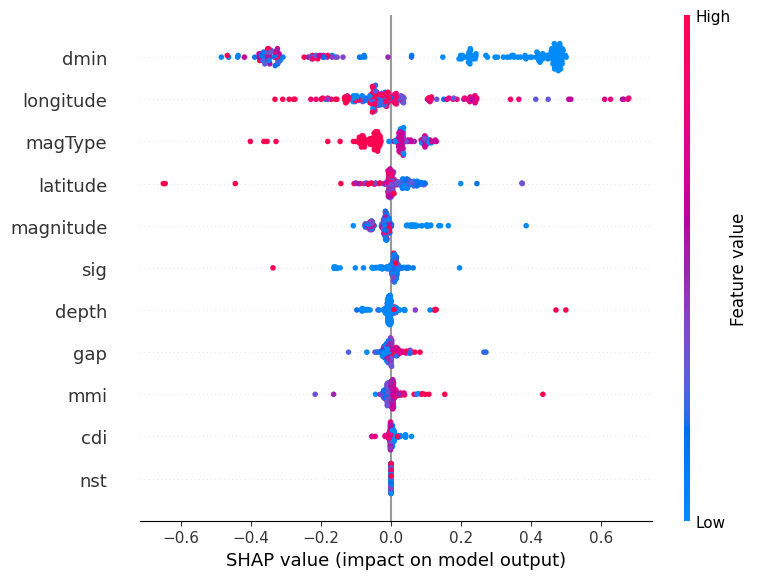 High
dmin
longitude
magType
latitude
magnitude
sig
depth
gap
mmi
cdi
nst
Feature value
Low
−0.6 −0.4 −0.2 0.0 0.2 0.4 0.6
SHAP value (impact on model output)